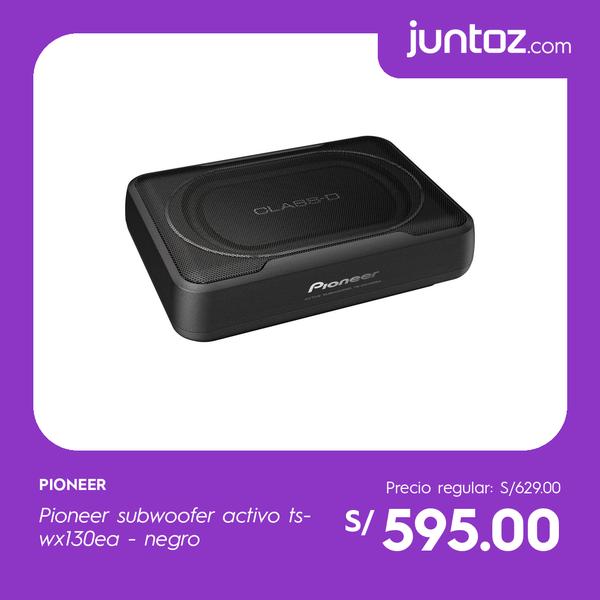 juntoz.com
CLASS-D
Pioneer
PIONEER
Pioneer subwoofer activo ts-
wx130ea - negro
Precio regular: S/629.00
S/ 595.00